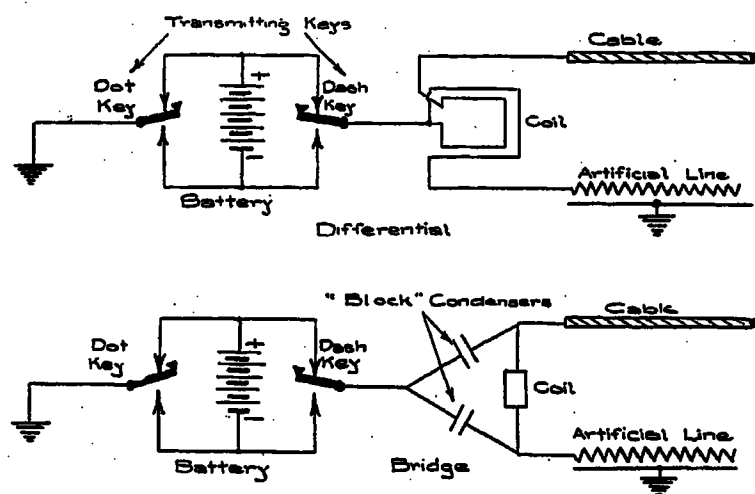 Transmitting Keys
Cable
Dot
Key
+
Dash
Key
Coil
-
Artificial Line
Battery
Differential
"Block" Condensers
Cable
Dot
Key
+
Dash
Key
Coil
-
Artificial Line
Battery
Bridge